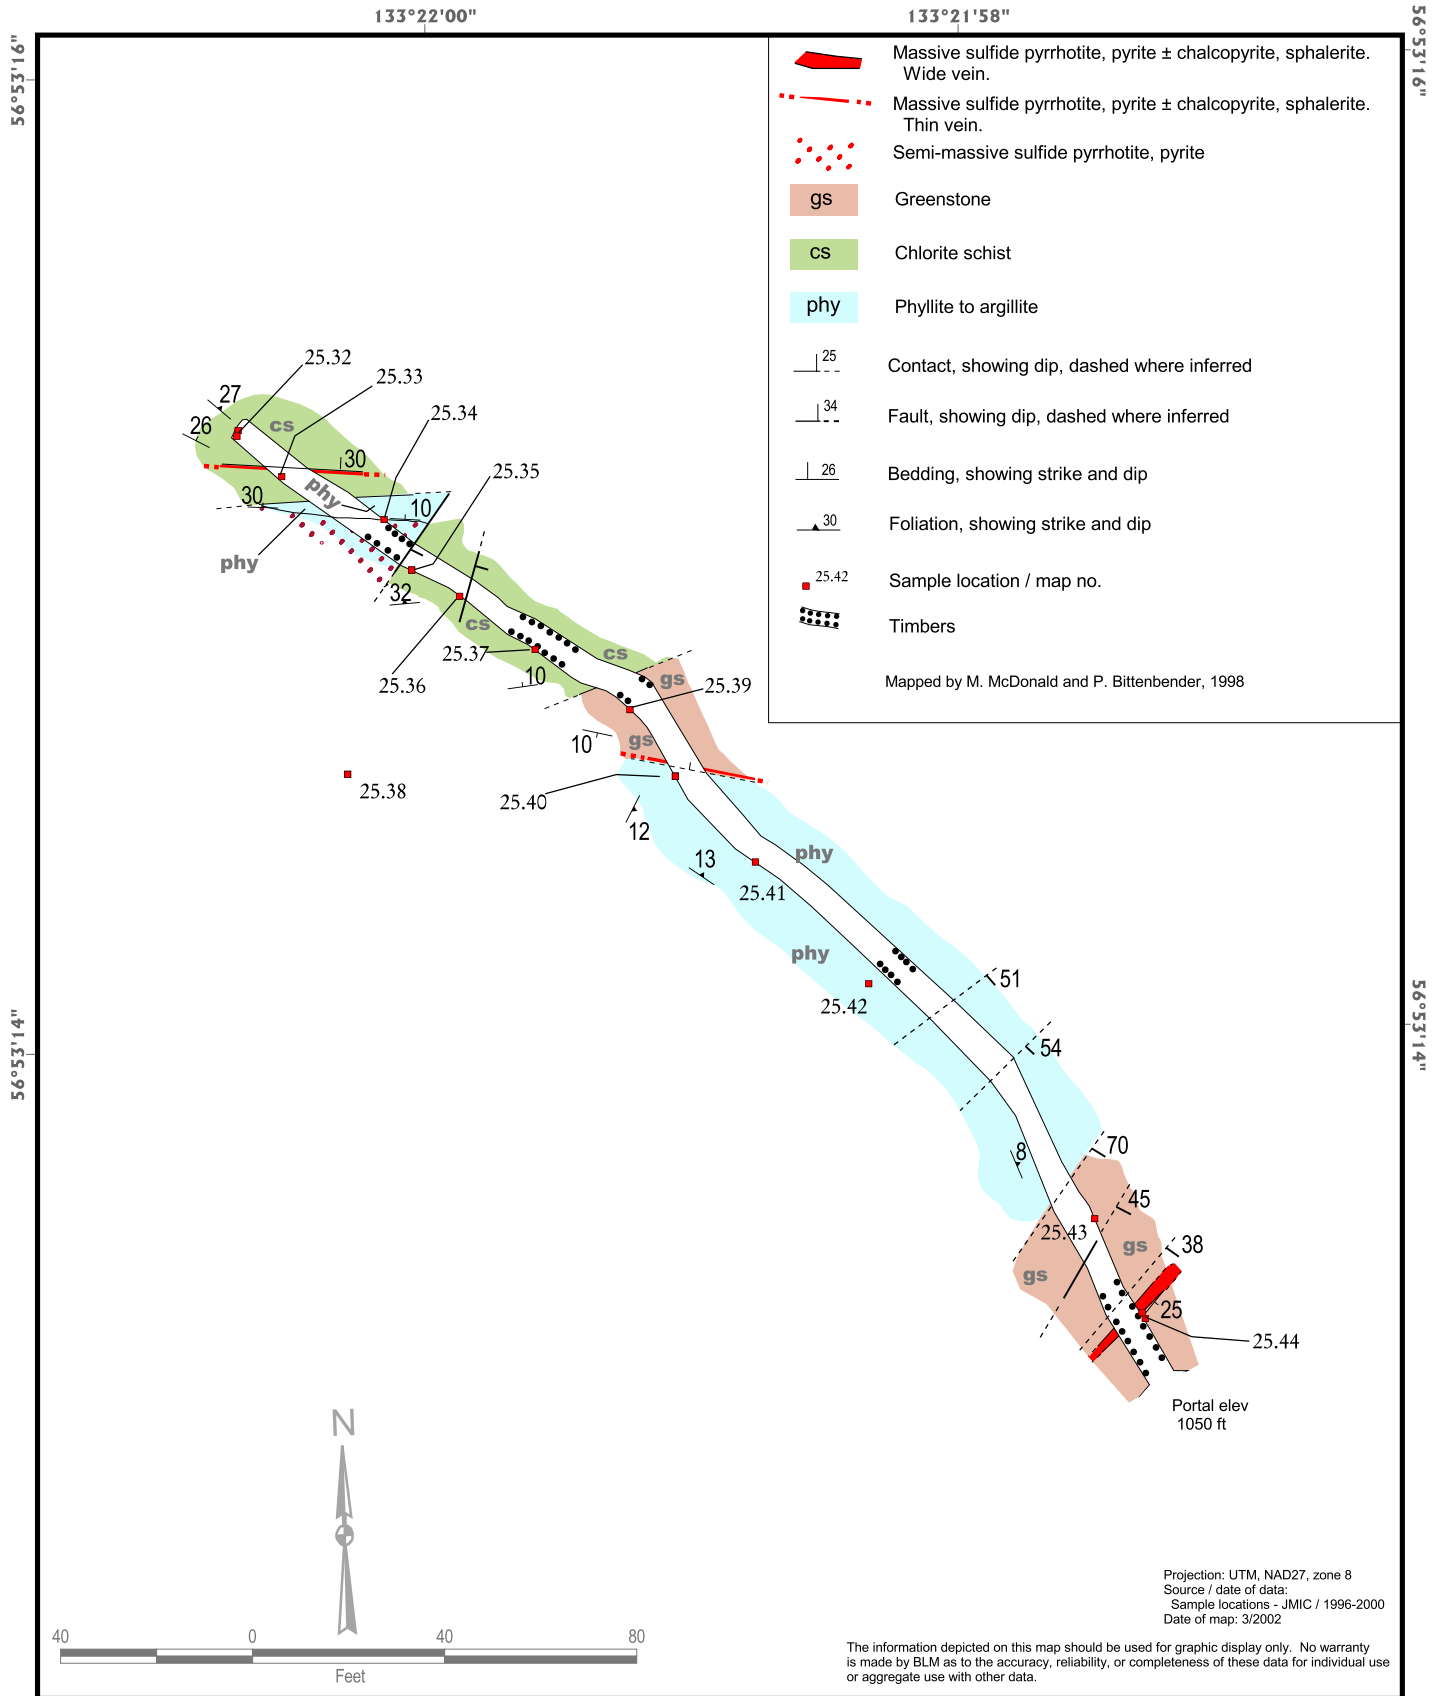 133°22'00"
133°21'58"
56°53'16"
56°53'16"
Massive sulfide pyrrhotite, pyrite ± chalcopyrite, sphalerite.
Wide vein.
Massive sulfide pyrrhotite, pyrite ± chalcopyrite, sphalerite.
Thin vein.
Semi-massive sulfide pyrrhotite, pyrite
gs
Greenstone
cs
Chlorite schist
phy
Phyllite to argillite
25
Contact, showing dip, dashed where inferred
34
Fault, showing dip, dashed where inferred
26
Bedding, showing strike and dip
30
Foliation, showing strike and dip
25.42
Sample location / map no.
Timbers
Mapped by M. McDonald and P. Bittenbender, 1998
25.32
25.33
27
25.34
26
cs
30
25.35
phy
30
10
phy
32
cs
25.37
cs
10
25.36
gs
25.39
10
gs
25.38
25.40
12
13
phy
25.41
phy
51
25.42
54
56°53'14"
56°53'14"
8
70
45
25.43
gs
38
gs
25
25.44
Portal elev
1050 ft
N
40
0
40
80
Feet
Projection: UTM, NAD27, zone 8
Source / date of data:
Sample locations - JMIC / 1996-2000
Date of map: 3/2002
The information depicted on this map should be used for graphic display only. No warranty
is made by BLM as to the accuracy, reliability, or completeness of these data for individual use
or aggregate use with other data.